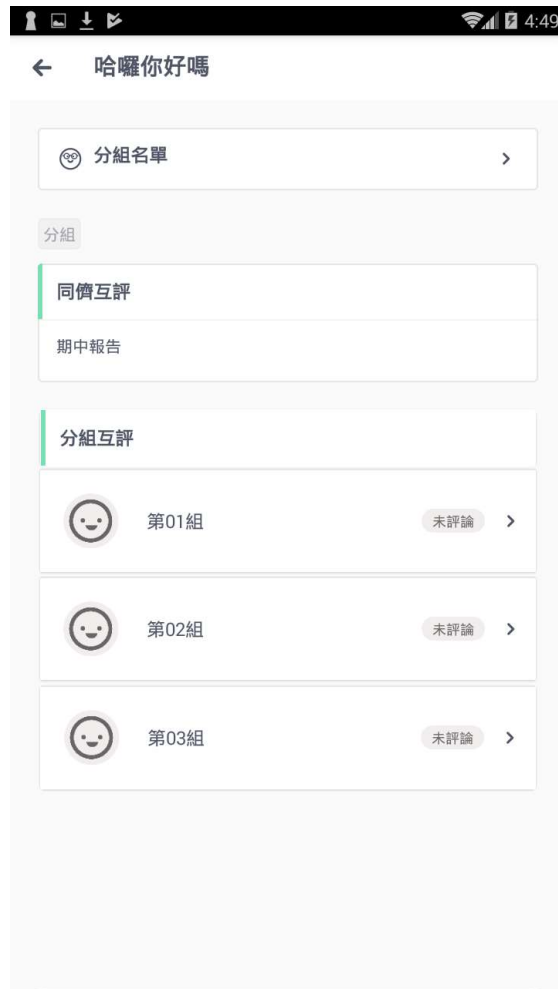 4:49
哈囉你好嗎
分組名單
分組
同儕互評
期中報告
分組互評
第01組 未評論
第02組 未評論
第03組 未評論